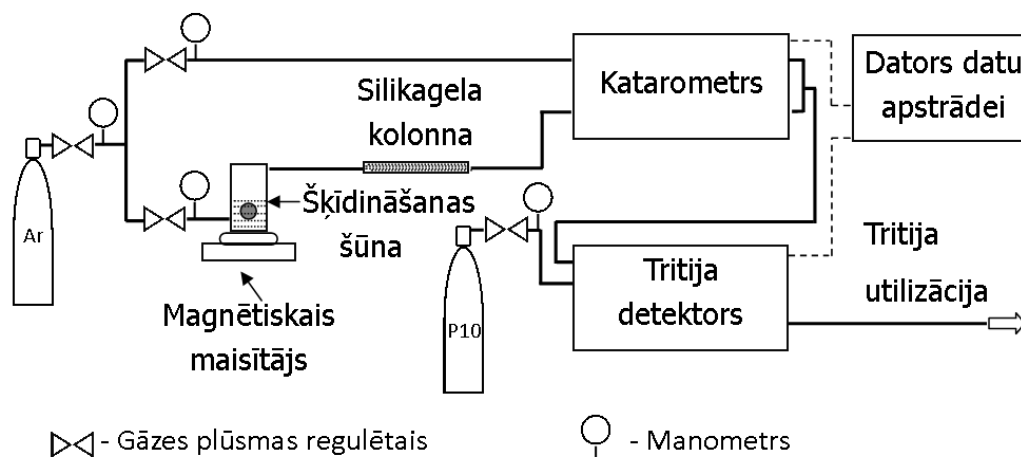 Katarometrs
Dators datu
apstrādei
Silikagela
kolonna
Šķīdināšanas
šūna
Ar
Magnētiskais
maisītājs
P10
Tritija
detektors
Tritija
utilizācija
- Gāzes plūsmas regulētais
- Manometrs